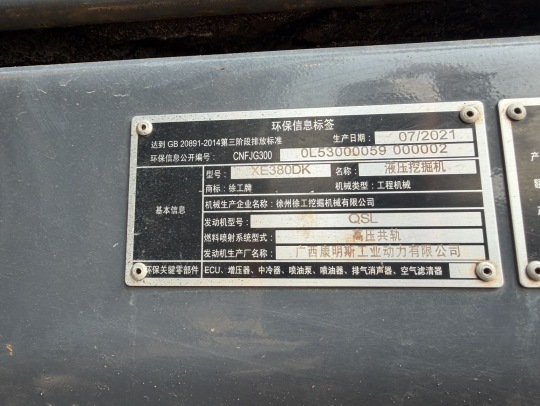 环保信息标签
达到 GB 20891-2014第三阶段排放标准 生产日期: 07/2021
环保信息公开编号: CNFJG300 0L53000059 000002
基本信息
型号: XE380DK 名称: 液压挖掘机
商标: 徐工牌 机械类型: 工程机械
机械生产企业名称: 徐州徐工挖掘机械有限公司
发动机型号: QSL
燃料喷射系统型式: 高压共轨
发动机生产厂名称: 广西康明斯工业动力有限公司
环保关键零部件 ECU、增压器、中冷器、喷油泵、喷油器、排气消声器、空气滤清器